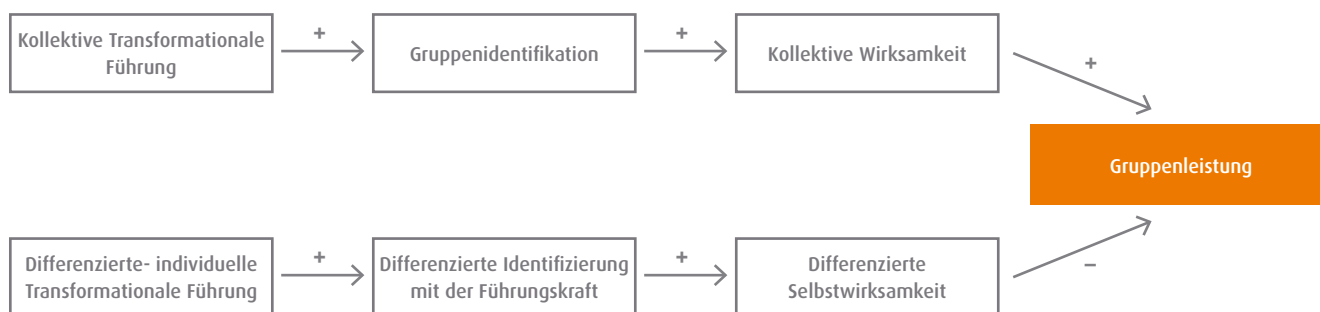 Kollektive Transformationale
Führung
+
Gruppenidentifikation
+
Kollektive Wirksamkeit
+
Gruppenleistung
Differenzierte- individuelle
Transformationale Führung
+
Differenzierte Identifizierung
mit der Führungskraft
+
Differenzierte
Selbstwirksamkeit
–